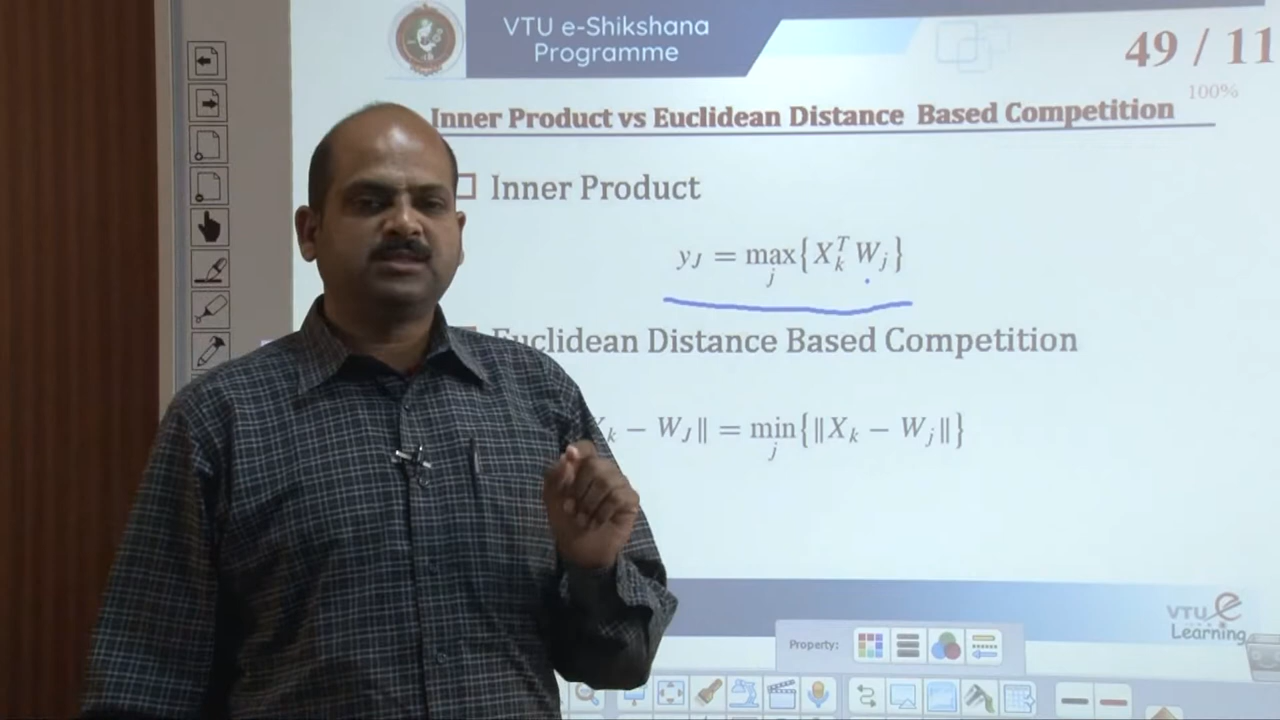 VTU e-Shikshana
Programme
49 / 11
100%
Inner Product vs Euclidean Distance Based Competition
Inner Product
y_J = max_j{X_k^T W_j}
Euclidean Distance Based Competition
X_k − W_J‖ = min_j{‖X_k − W_j‖}
VTU e
Learning
Property: